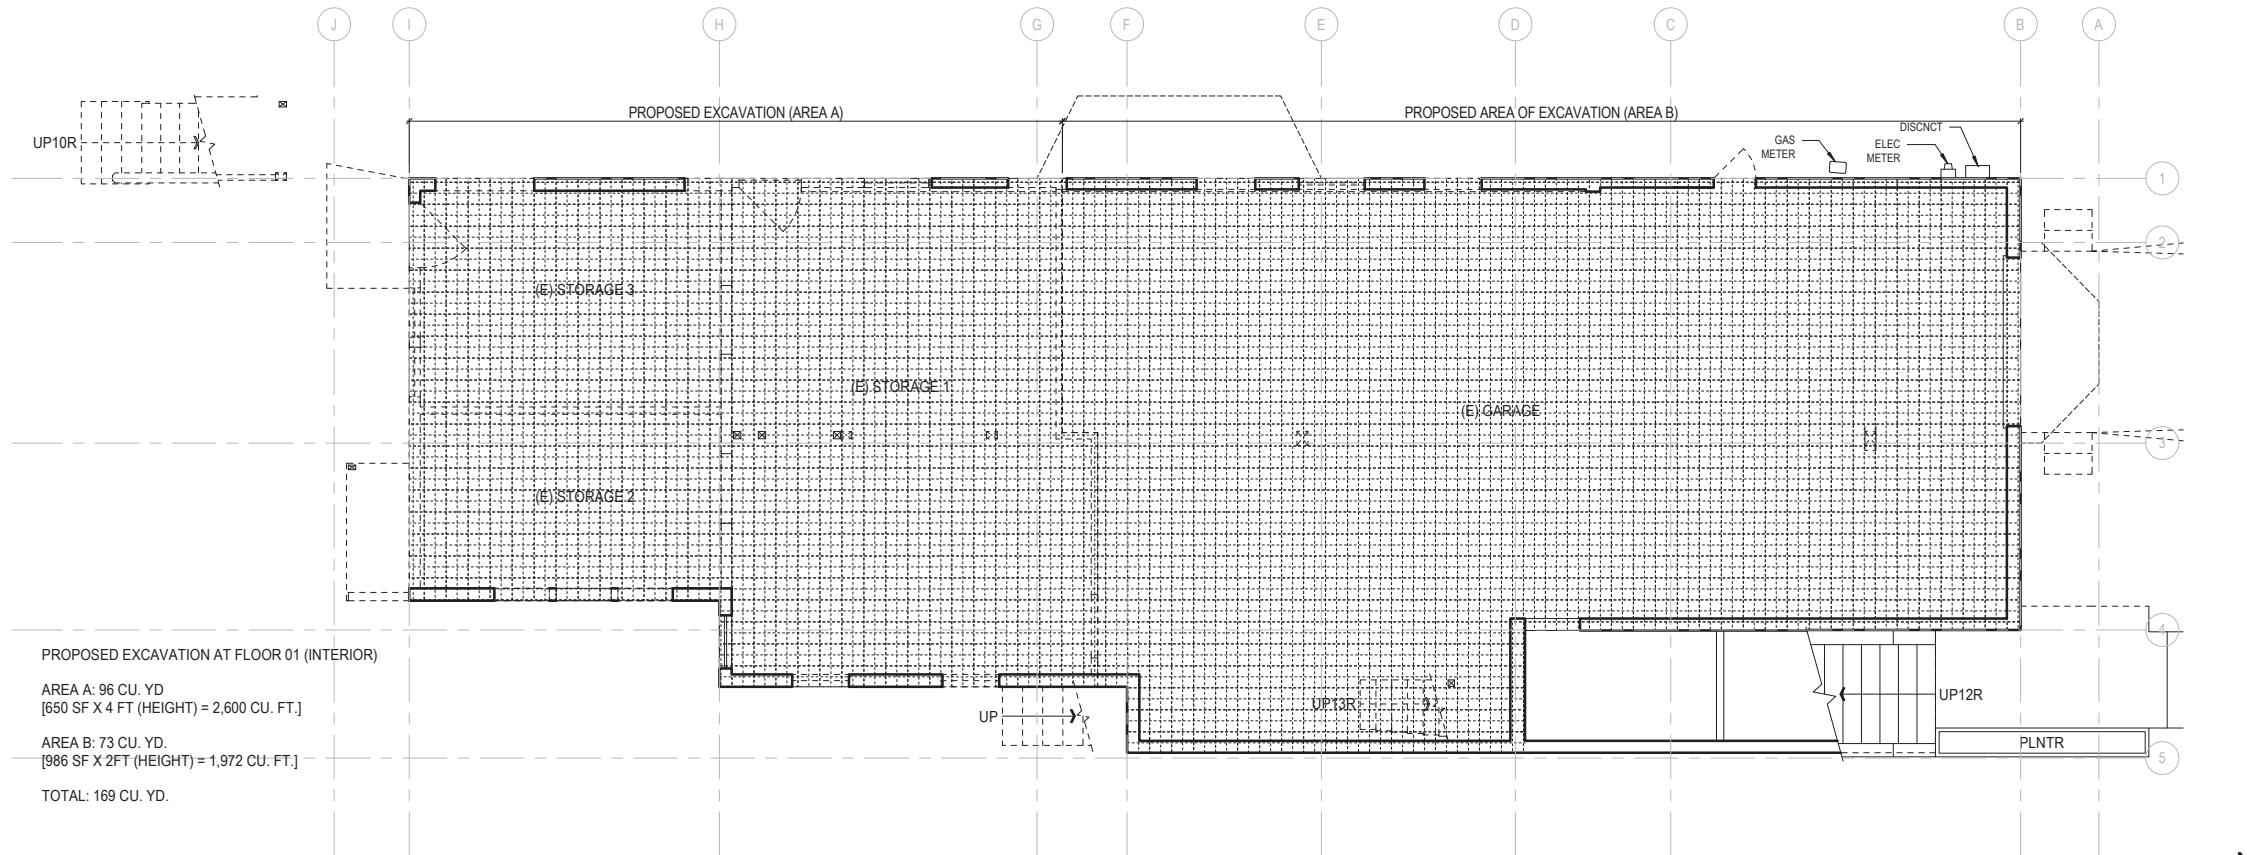 J I H G F E D C B A
PROPOSED EXCAVATION (AREA A)
PROPOSED AREA OF EXCAVATION (AREA B)
UP10R
GAS
METER
ELEC
METER
DISCNCT
1
2
(E) STORAGE 3
(E) STORAGE 1
(E) GARAGE
3
(E) STORAGE 2
4
PROPOSED EXCAVATION AT FLOOR 01 (INTERIOR)
AREA A: 96 CU. YD
[650 SF X 4 FT (HEIGHT) = 2,600 CU. FT.]
AREA B: 73 CU. YD.
[986 SF X 2FT (HEIGHT) = 1,972 CU. FT.]
TOTAL: 169 CU. YD.
UP
UP13R
UP12R
PLNTR
5